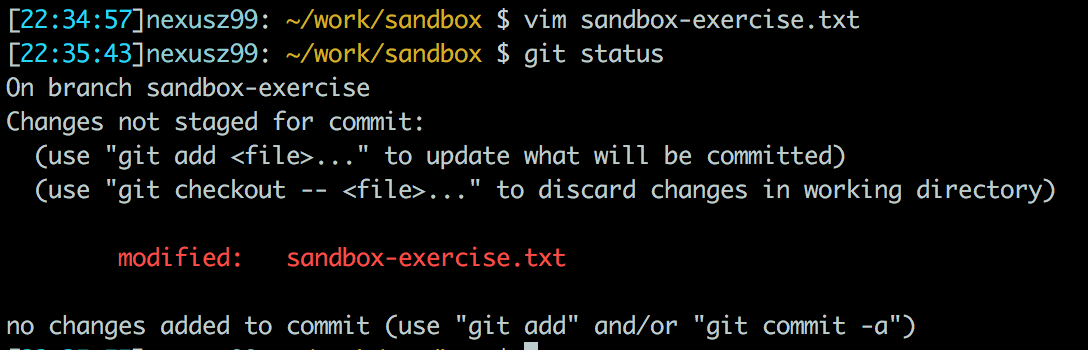 [22:34:57]nexusz99: ~/work/sandbox $ vim sandbox-exercise.txt
[22:35:43]nexusz99: ~/work/sandbox $ git status
On branch sandbox-exercise
Changes not staged for commit:
  (use "git add <file>..." to update what will be committed)
  (use "git checkout -- <file>..." to discard changes in working directory)
        modified:   sandbox-exercise.txt
no changes added to commit (use "git add" and/or "git commit -a")